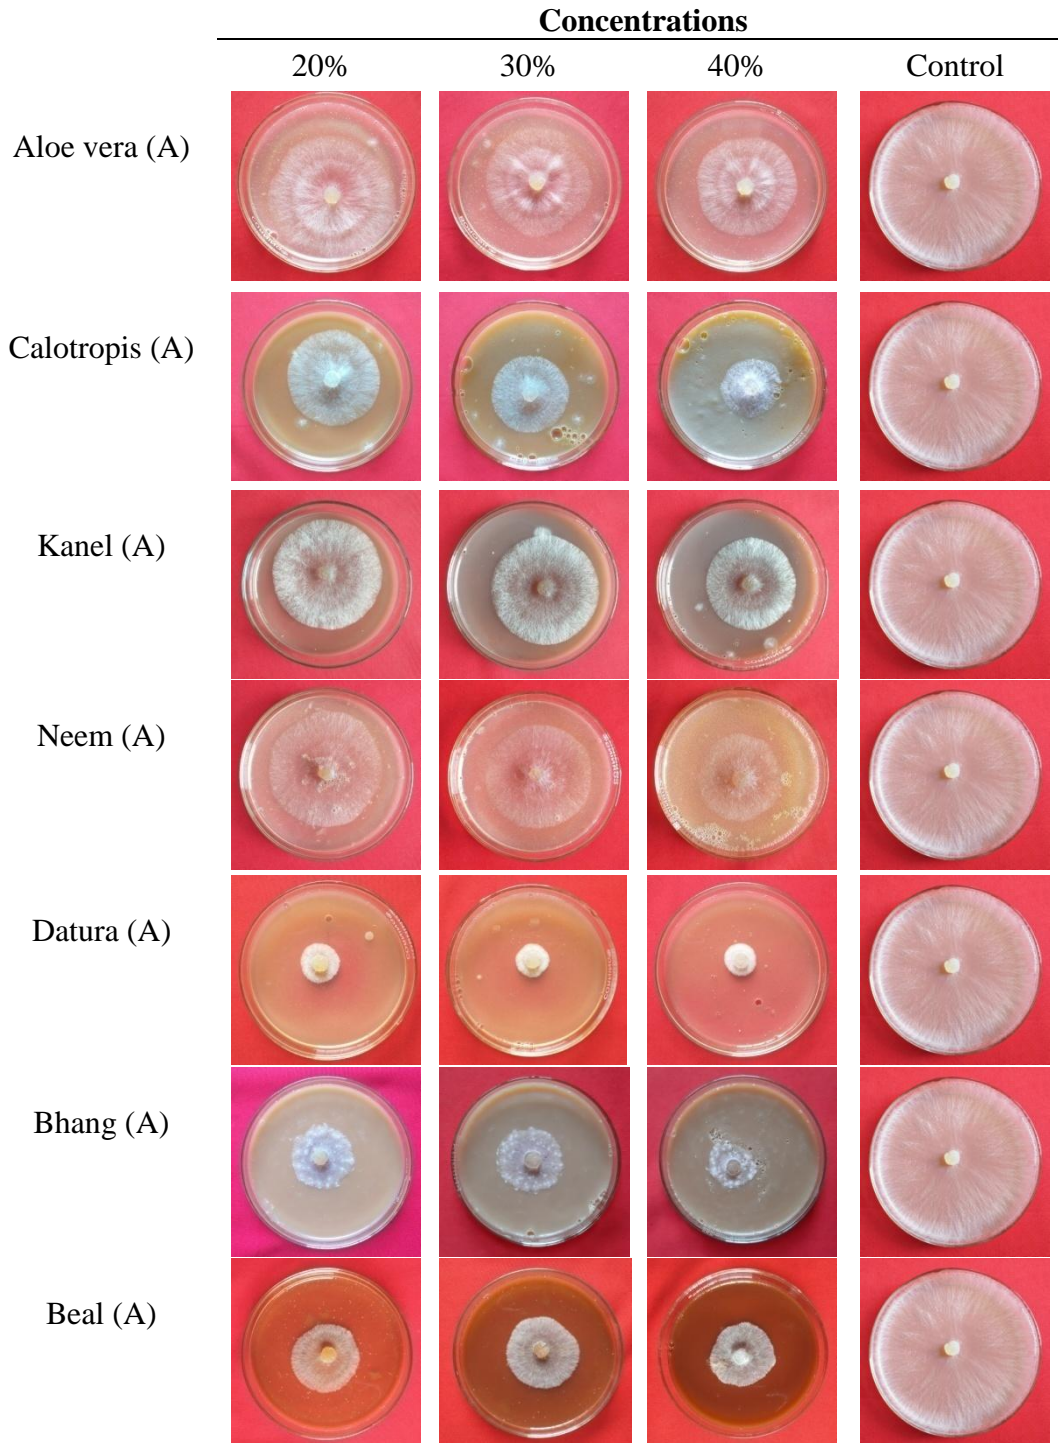 Concentrations
20% 30% 40% Control
Aloe vera (A)
Calotropis (A)
Kanel (A)
Neem (A)
Datura (A)
Bhang (A)
Beal (A)